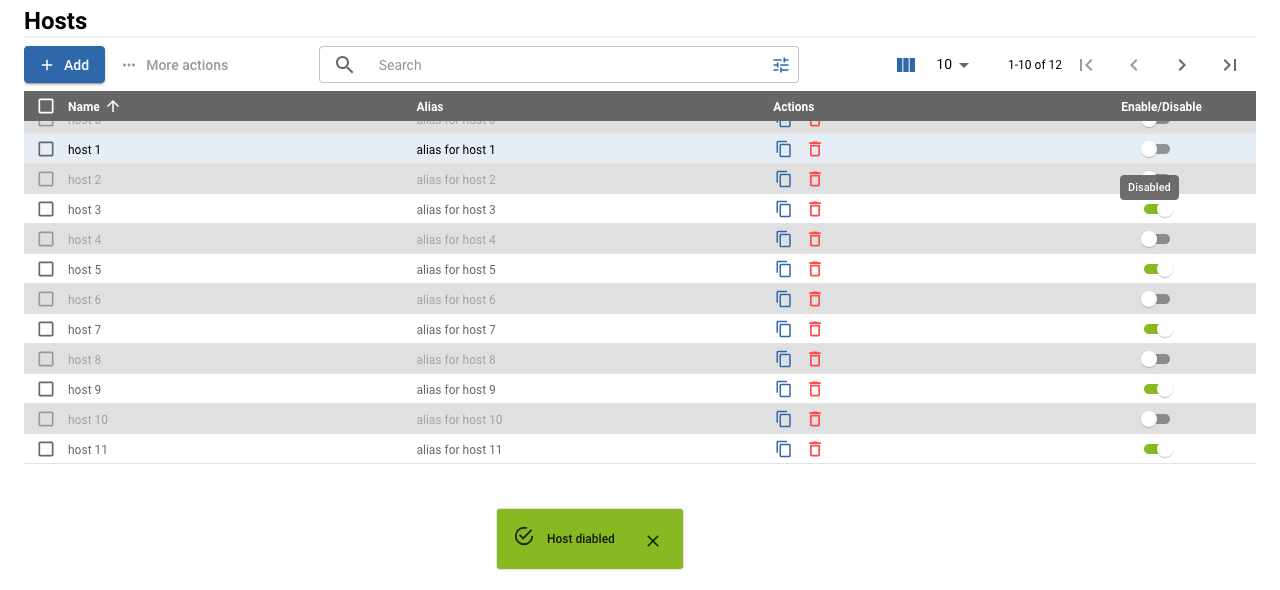 Hosts
Add
More actions
Search
10
1-10 of 12
Name Alias Actions Enable/Disable
host 0 alias for host 0
host 1 alias for host 1
host 2 alias for host 2
Disabled
host 3 alias for host 3
host 4 alias for host 4
host 5 alias for host 5
host 6 alias for host 6
host 7 alias for host 7
host 8 alias for host 8
host 9 alias for host 9
host 10 alias for host 10
host 11 alias for host 11
Host diabled